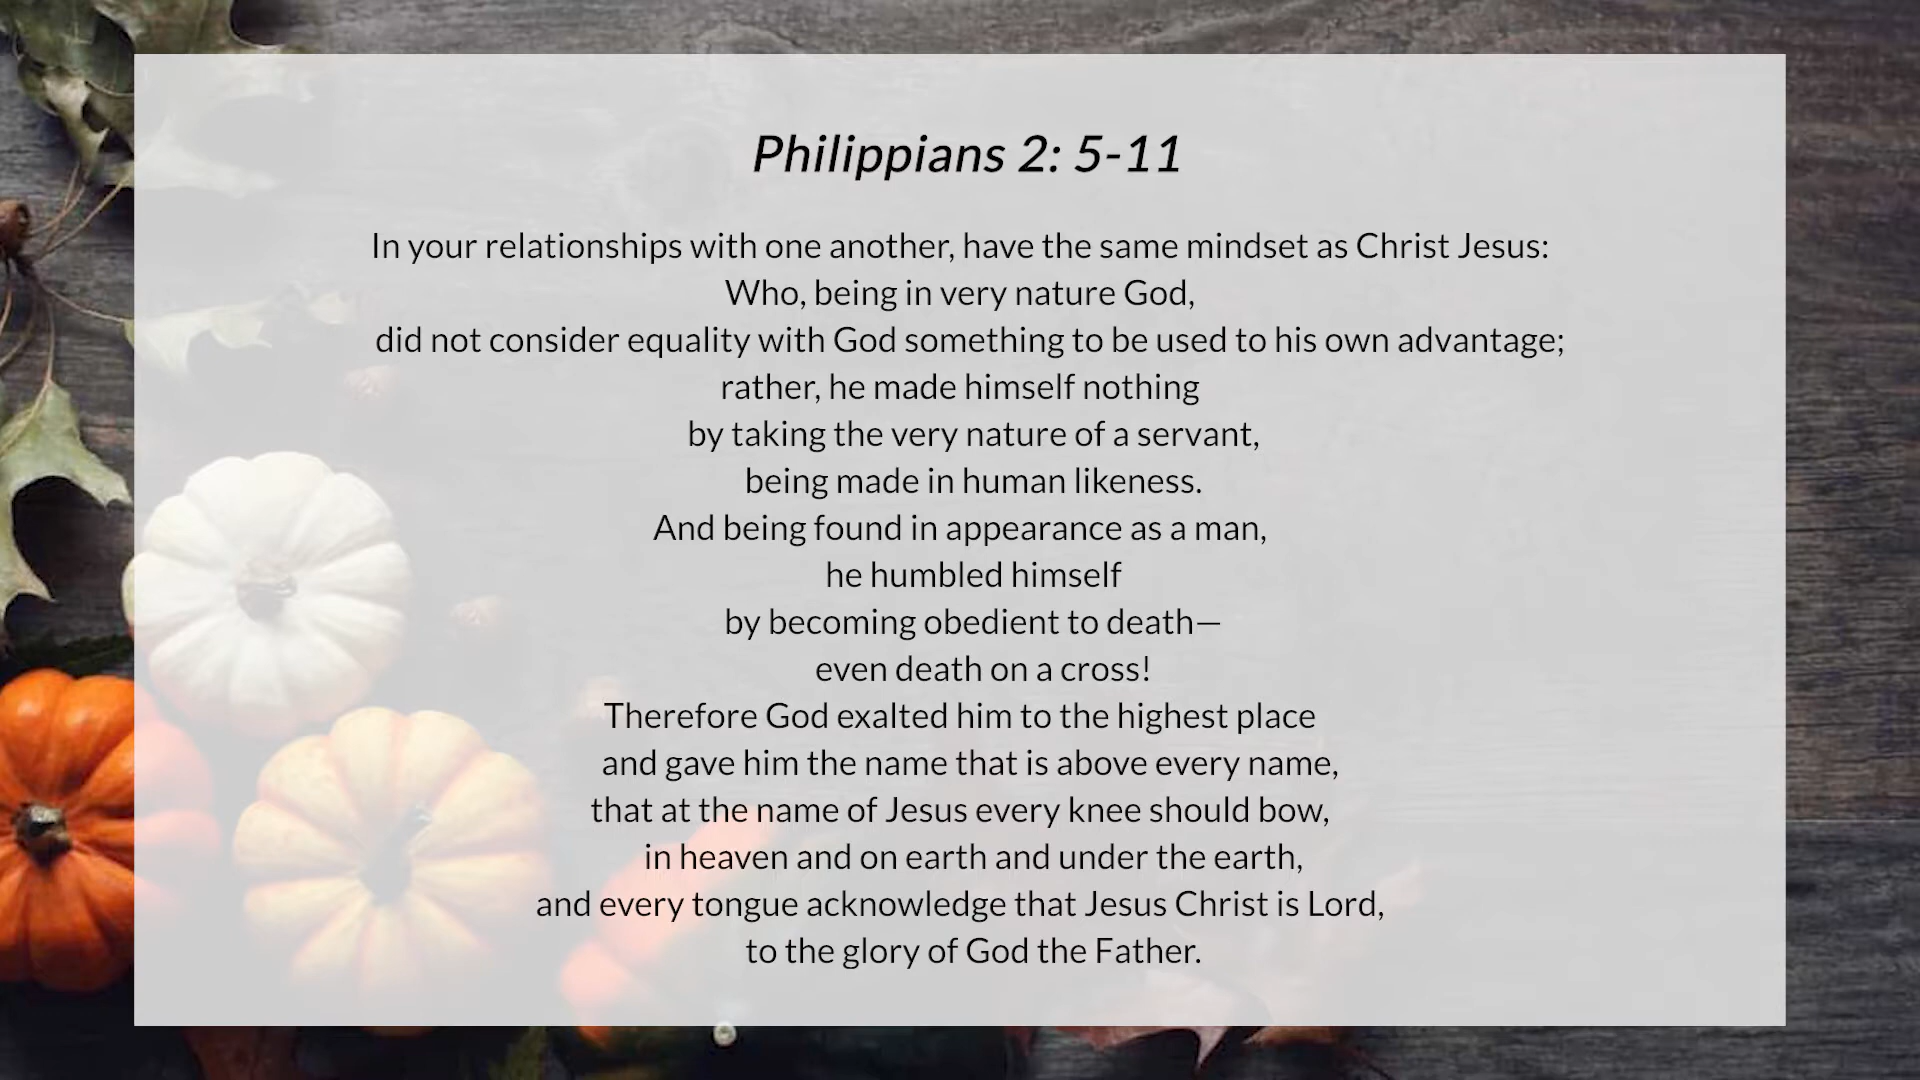 Philippians 2: 5-11
In your relationships with one another, have the same mindset as Christ Jesus:
Who, being in very nature God,
did not consider equality with God something to be used to his own advantage;
rather, he made himself nothing
by taking the very nature of a servant,
being made in human likeness.
And being found in appearance as a man,
he humbled himself
by becoming obedient to death—
even death on a cross!
Therefore God exalted him to the highest place
and gave him the name that is above every name,
that at the name of Jesus every knee should bow,
in heaven and on earth and under the earth,
and every tongue acknowledge that Jesus Christ is Lord,
to the glory of God the Father.